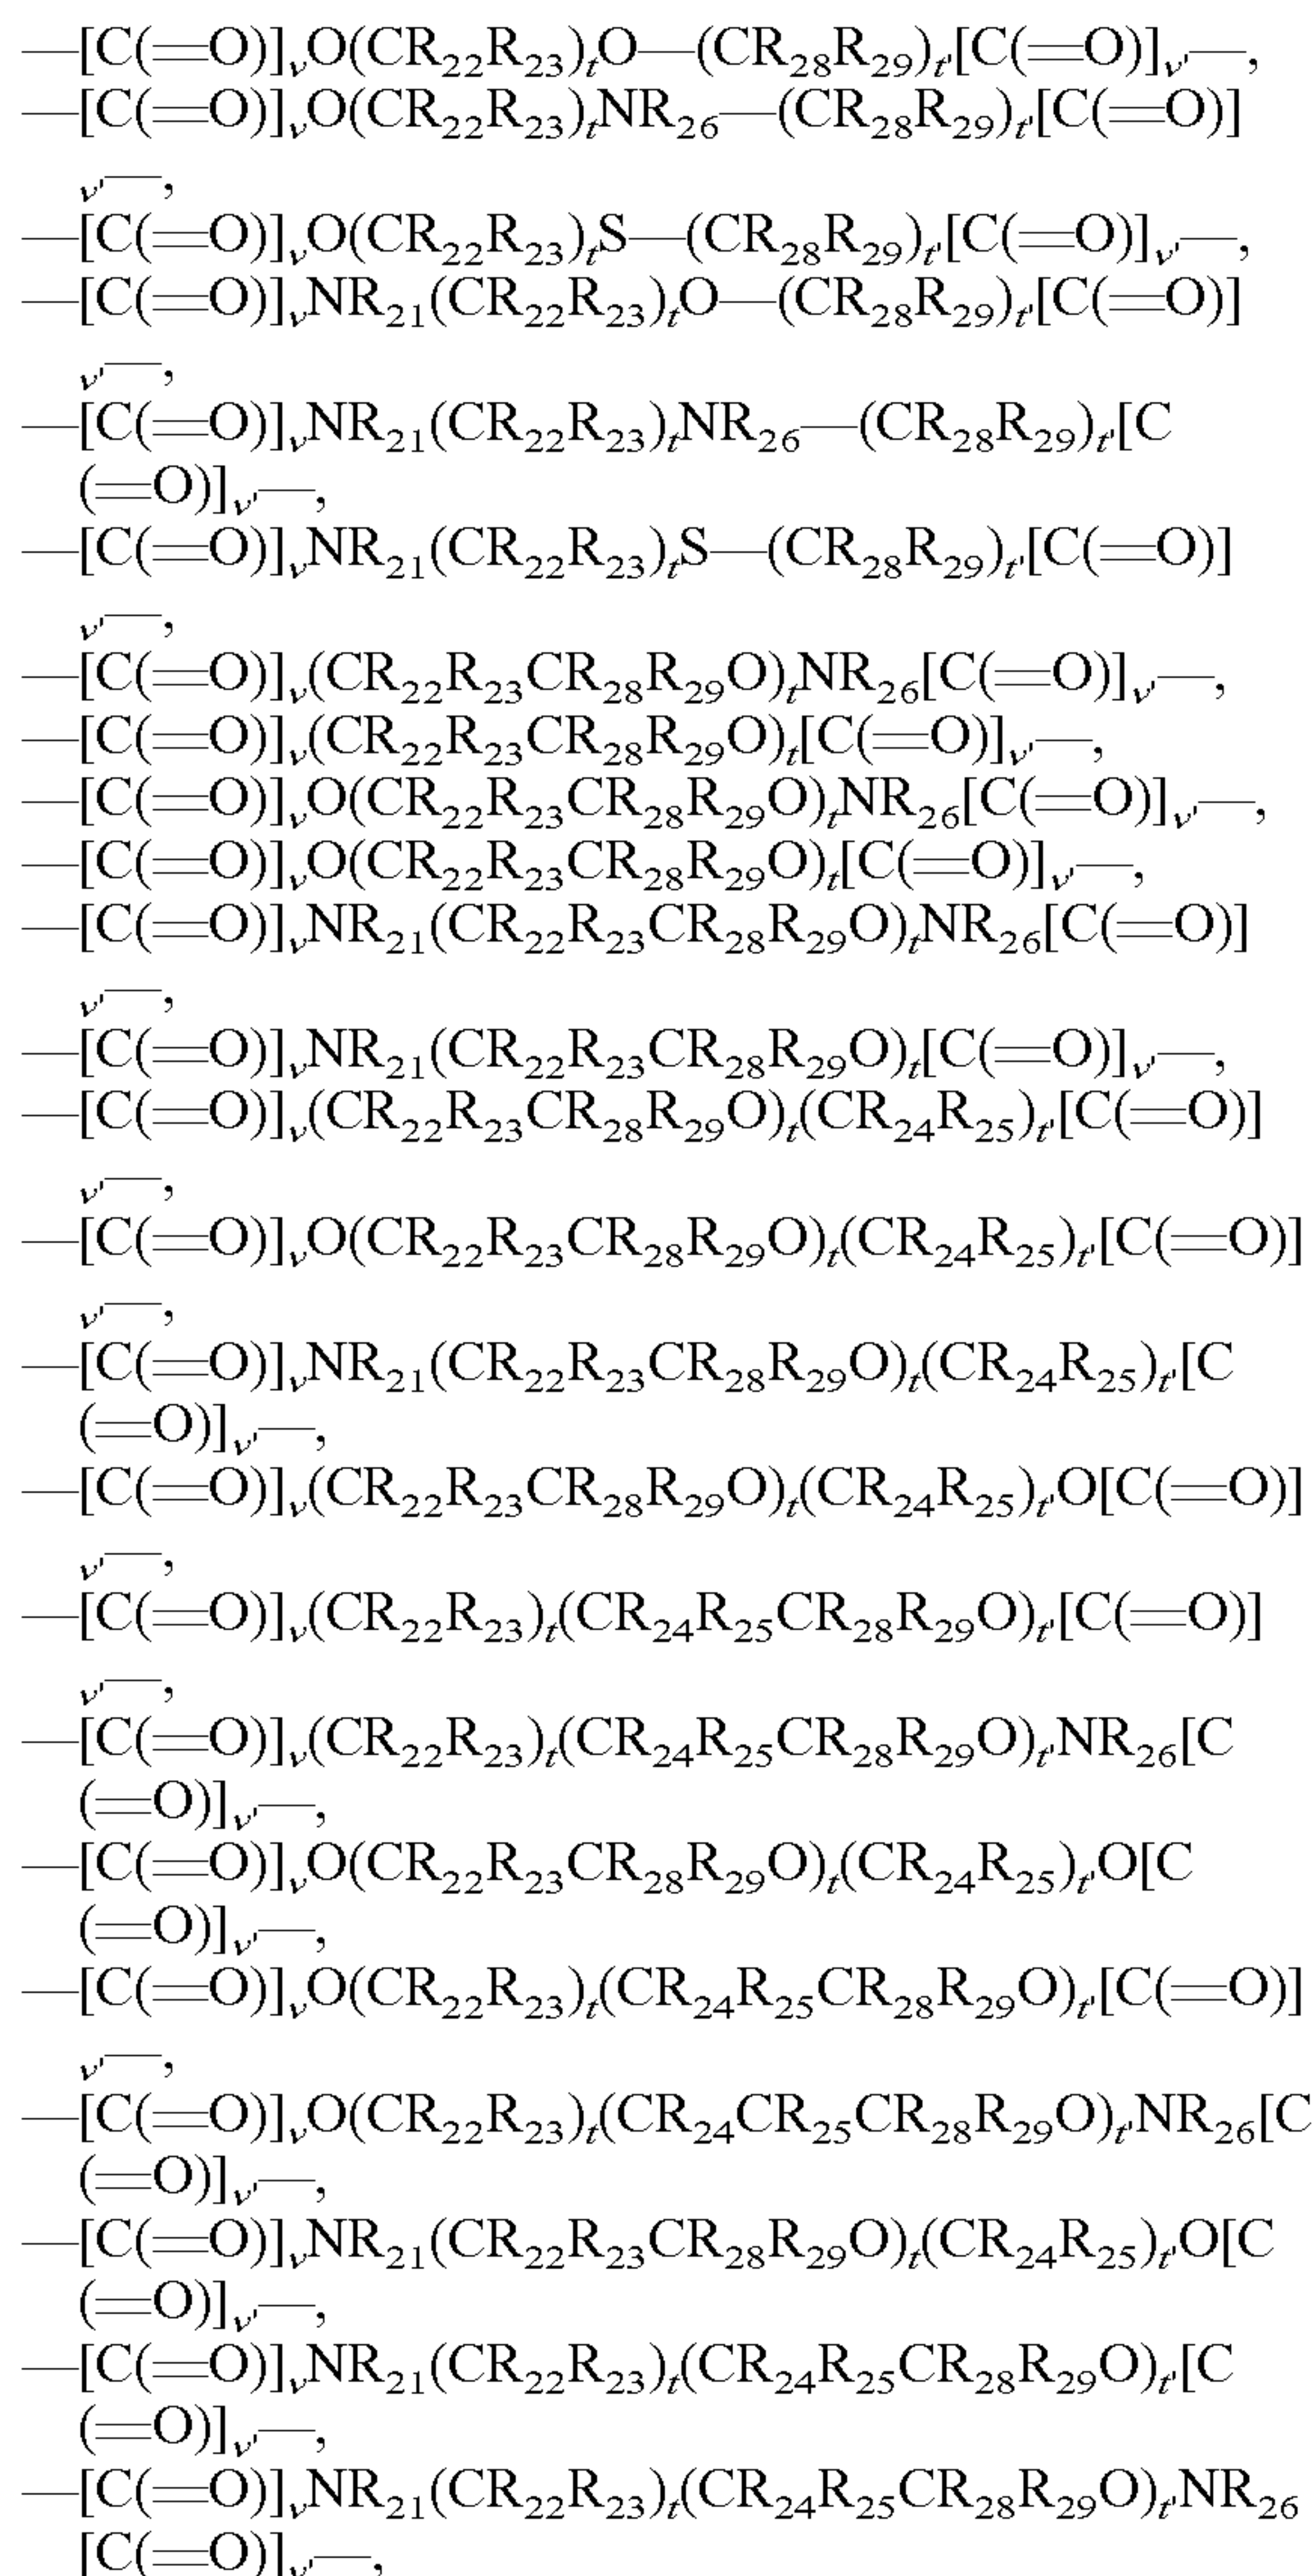 —[C(═O)]ᵥO(CR₂₂R₂₃)ₜO—(CR₂₈R₂₉)ₜ'[C(═O)]ᵥ'—,
—[C(═O)]ᵥO(CR₂₂R₂₃)ₜNR₂₆—(CR₂₈R₂₉)ₜ'[C(═O)]
ᵥ'—,
—[C(═O)]ᵥO(CR₂₂R₂₃)ₜS—(CR₂₈R₂₉)ₜ'[C(═O)]ᵥ'—,
—[C(═O)]ᵥNR₂₁(CR₂₂R₂₃)ₜO—(CR₂₈R₂₉)ₜ'[C(═O)]
ᵥ'—,
—[C(═O)]ᵥNR₂₁(CR₂₂R₂₃)ₜNR₂₆—(CR₂₈R₂₉)ₜ'[C
(═O)]ᵥ'—,
—[C(═O)]ᵥNR₂₁(CR₂₂R₂₃)ₜS—(CR₂₈R₂₉)ₜ'[C(═O)]
ᵥ'—,
—[C(═O)]ᵥ(CR₂₂R₂₃CR₂₈R₂₉O)ₜNR₂₆[C(═O)]ᵥ'—,
—[C(═O)]ᵥ(CR₂₂R₂₃CR₂₈R₂₉O)ₜ[C(═O)]ᵥ'—,
—[C(═O)]ᵥO(CR₂₂R₂₃CR₂₈R₂₉O)ₜNR₂₆[C(═O)]ᵥ'—,
—[C(═O)]ᵥO(CR₂₂R₂₃CR₂₈R₂₉O)ₜ[C(═O)]ᵥ'—,
—[C(═O)]ᵥNR₂₁(CR₂₂R₂₃CR₂₈R₂₉O)ₜNR₂₆[C(═O)]
ᵥ'—,
—[C(═O)]ᵥNR₂₁(CR₂₂R₂₃CR₂₈R₂₉O)ₜ[C(═O)]ᵥ'—,
—[C(═O)]ᵥ(CR₂₂R₂₃CR₂₈R₂₉O)ₜ(CR₂₄R₂₅)ₜ'[C(═O)]
ᵥ'—,
—[C(═O)]ᵥO(CR₂₂R₂₃CR₂₈R₂₉O)ₜ(CR₂₄R₂₅)ₜ'[C(═O)]
ᵥ'—,
—[C(═O)]ᵥNR₂₁(CR₂₂R₂₃CR₂₈R₂₉O)ₜ(CR₂₄R₂₅)ₜ'[C
(═O)]ᵥ'—,
—[C(═O)]ᵥ(CR₂₂R₂₃CR₂₈R₂₉O)ₜ(CR₂₄R₂₅)ₜ'O[C(═O)]
ᵥ'—,
—[C(═O)]ᵥ(CR₂₂R₂₃)ₜ(CR₂₄R₂₅CR₂₈R₂₉O)ₜ'[C(═O)]
ᵥ'—,
—[C(═O)]ᵥ(CR₂₂R₂₃)ₜ(CR₂₄R₂₅CR₂₈R₂₉O)ₜ'NR₂₆[C
(═O)]ᵥ'—,
—[C(═O)]ᵥO(CR₂₂R₂₃CR₂₈R₂₉O)ₜ(CR₂₄R₂₅)ₜ'O[C
(═O)]ᵥ'—,
—[C(═O)]ᵥO(CR₂₂R₂₃)ₜ(CR₂₄R₂₅CR₂₈R₂₉O)ₜ'[C(═O)]
ᵥ'—,
—[C(═O)]ᵥO(CR₂₂R₂₃)ₜ(CR₂₄CR₂₅CR₂₈R₂₉O)ₜ'NR₂₆[C
(═O)]ᵥ'—,
—[C(═O)]ᵥNR₂₁(CR₂₂R₂₃CR₂₈R₂₉O)ₜ(CR₂₄R₂₅)ₜ'O[C
(═O)]ᵥ'—,
—[C(═O)]ᵥNR₂₁(CR₂₂R₂₃)ₜ(CR₂₄R₂₅CR₂₈R₂₉O)ₜ'[C
(═O)]ᵥ'—,
—[C(═O)]ᵥNR₂₁(CR₂₂R₂₃)ₜ(CR₂₄R₂₅CR₂₈R₂₉O)ₜ'NR₂₆
[C(═O)]ᵥ'—,